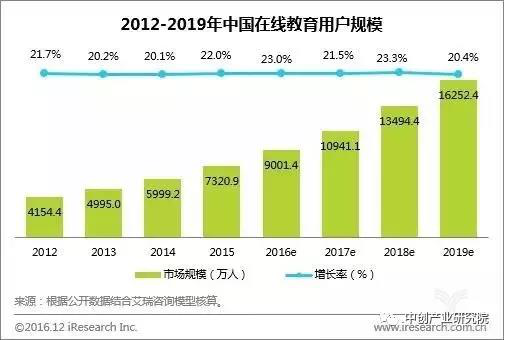 2012-2019年中国在线教育用户规模
21.7% 20.2% 20.1% 22.0% 23.0% 21.5% 23.3% 20.4%
4154.4 4995.0 5999.2 7320.9 9001.4 10941.1 13494.4 16252.4
2012 2013 2014 2015 2016e 2017e 2018e 2019e
市场规模（万人） 增长率（%）
来源：根据公开数据结合艾瑞咨询模型核算。
中创产业研究院
©2016.12 iResearch Inc. www.iresearch.com.cn